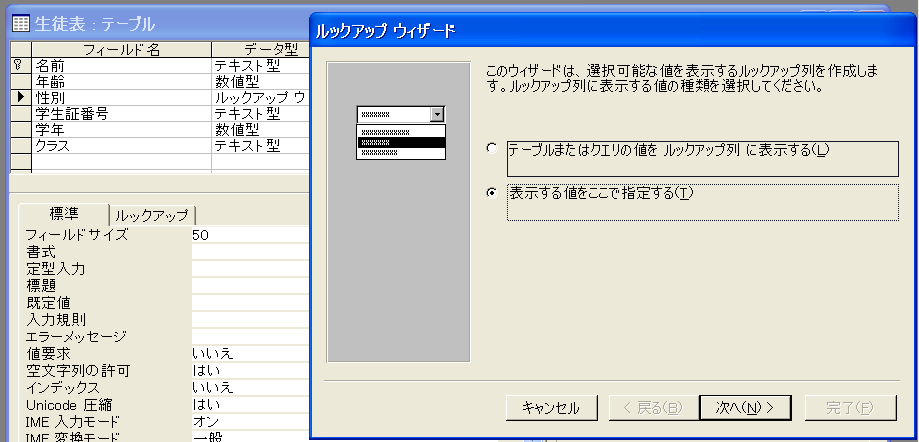 生徒表 : テーブル
フィールド名 データ型
名前 テキスト型
年齢 数値型
性別 ルックアップ ウ
学生証番号 テキスト型
学年 数値型
クラス テキスト型
標準 ルックアップ
フィールドサイズ 50
書式
定型入力
標題
既定値
入力規則
エラーメッセージ
値要求 いいえ
空文字列の許可 はい
インデックス いいえ
Unicode 圧縮 はい
IME 入力モード オン
IME 変換モード 一般
ルックアップ ウィザード
このウィザードは、選択可能な値を表示するルックアップ列を作成しま
す。ルックアップ列に表示する値の種類を選択してください。
xxxxxxx
xxxxxxxxxxxx
xxxxxxx
xxxxxxxxx
テーブルまたはクエリの値を ルックアップ列 に表示する(L)
表示する値をここで指定する(T)
キャンセル < 戻る(B) 次へ(N) > 完了(F)